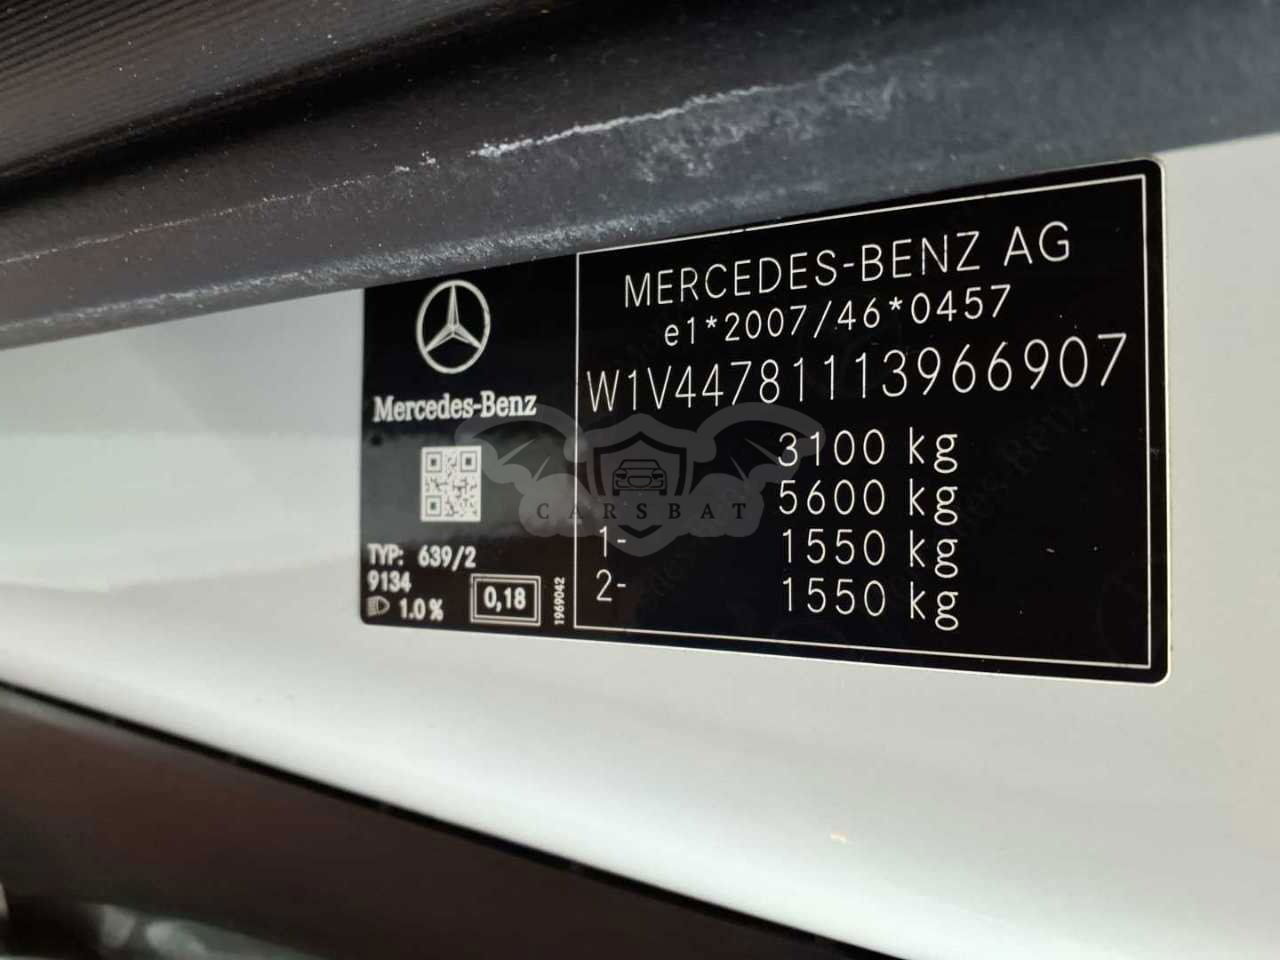 MERCEDES-BENZ AG
e1*2007/46*0457
W1V44781113966907
3100 kg
5600 kg
1- 1550 kg
2- 1550 kg
Mercedes-Benz
TYP: 639/2
9134
1.0 %
0,18
1969042
CARSBAT